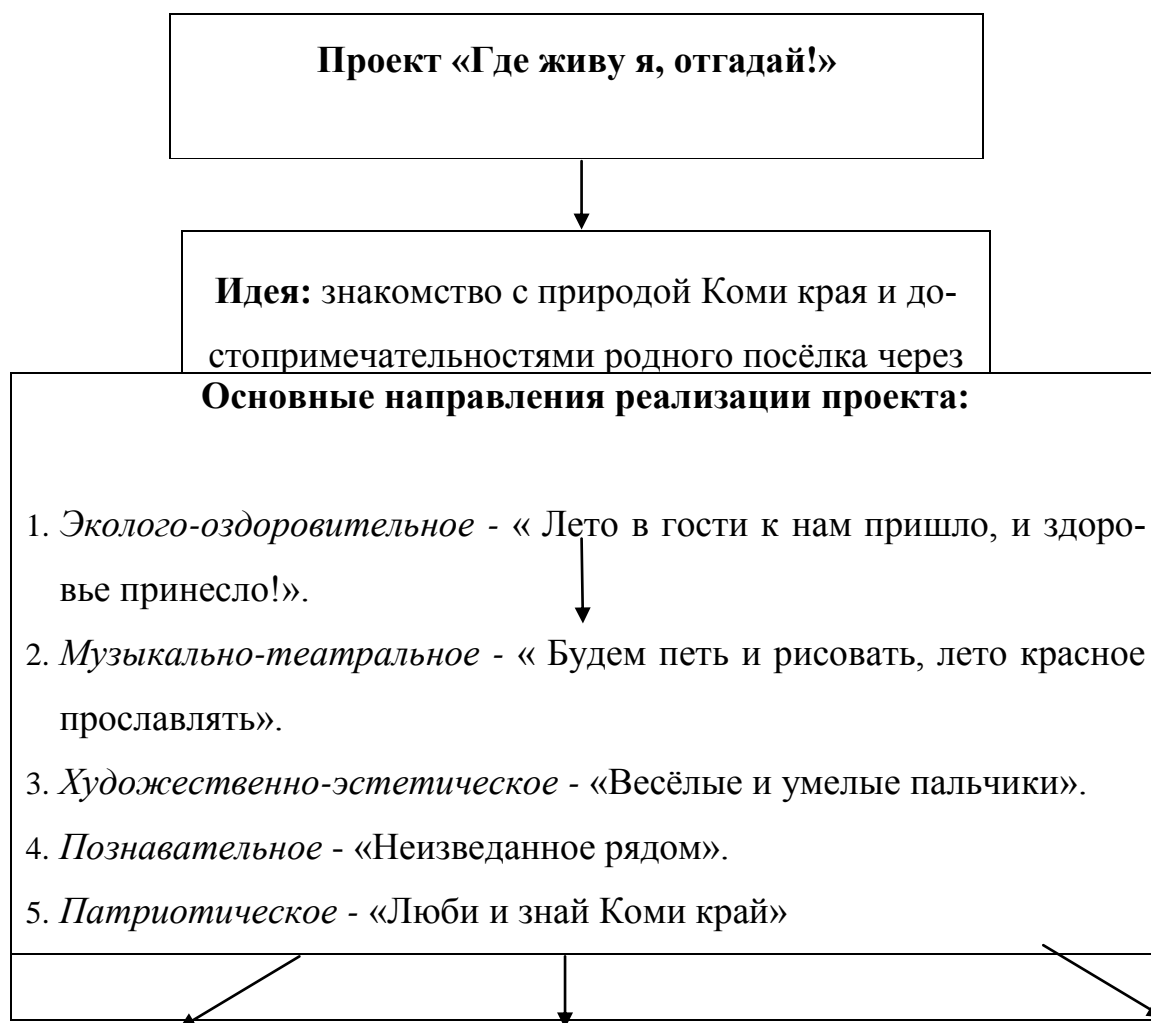 Проект «Где живу я, отгадай!»
Идея: знакомство с природой Коми края и до-
стопримечательностями родного посёлка через
Основные направления реализации проекта:
1. Эколого-оздоровительное - « Лето в гости к нам пришло, и здоро-
вье принесло!».
2. Музыкально-театральное - « Будем петь и рисовать, лето красное
прославлять».
3. Художественно-эстетическое - «Весёлые и умелые пальчики».
4. Познавательное - «Неизведанное рядом».
5. Патриотическое - «Люби и знай Коми край»